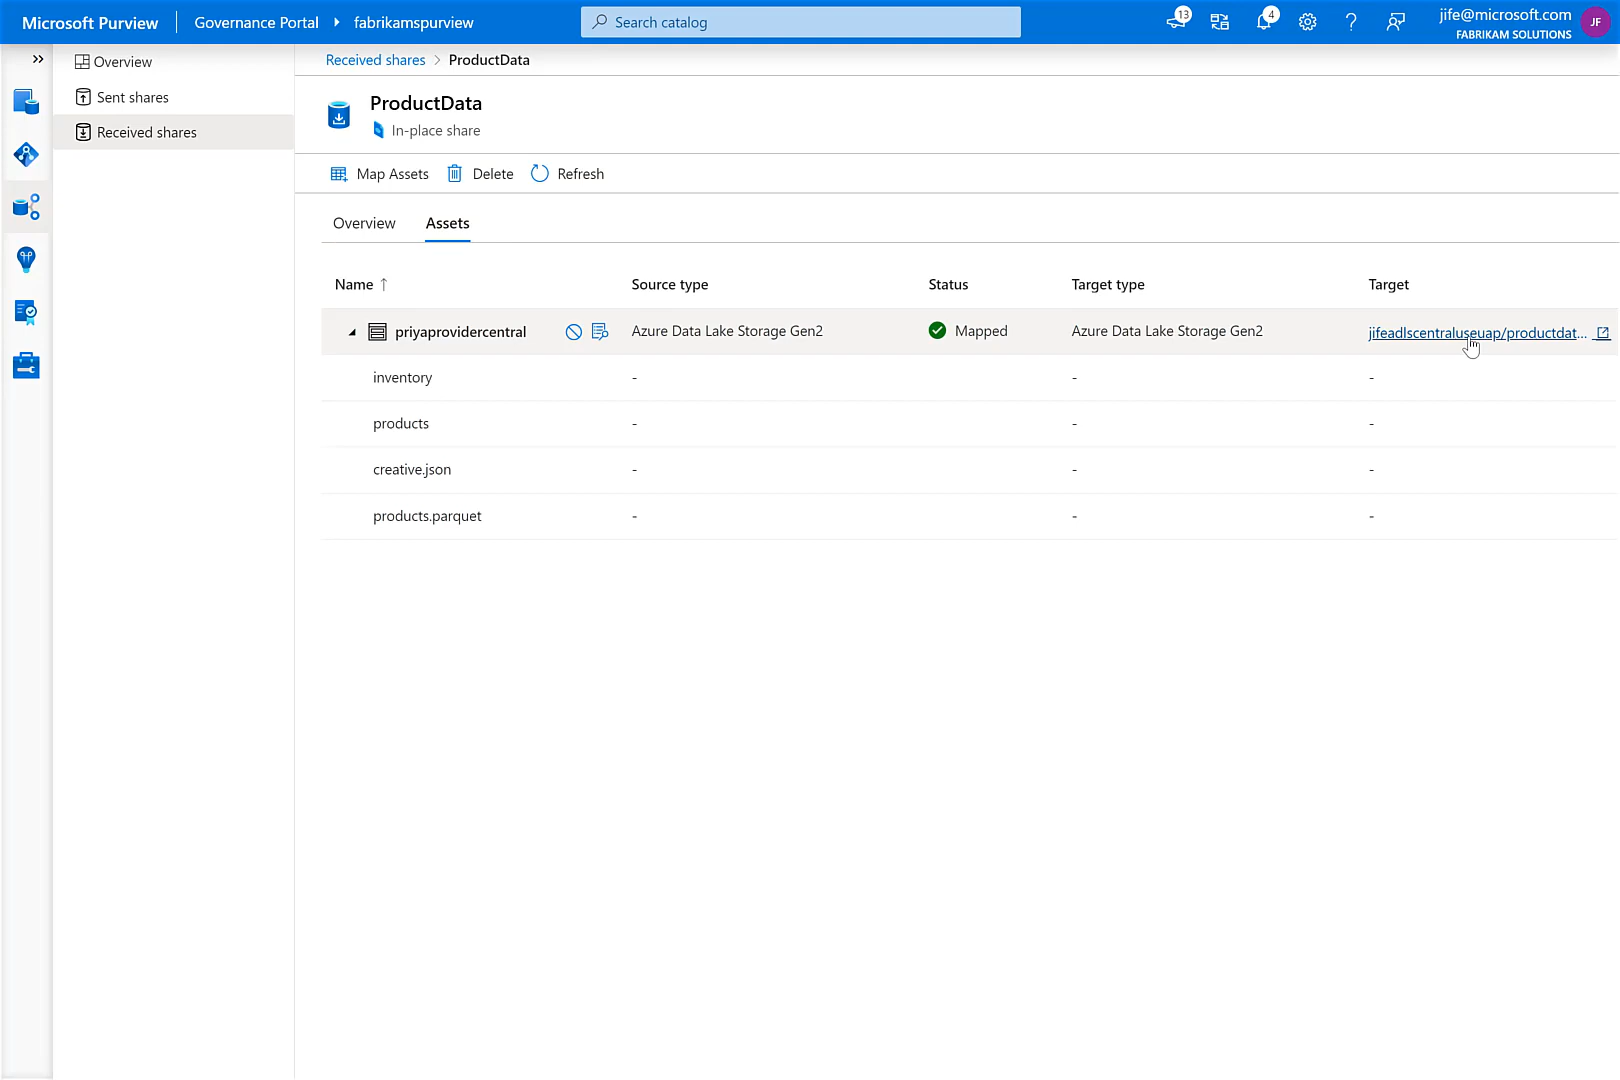 Microsoft Purview
Governance Portal
fabrikamspurview
Search catalog
13
4
jife@microsoft.com
FABRIKAM SOLUTIONS
JF
Overview
Sent shares
Received shares
Received shares > ProductData
ProductData
In-place share
Map Assets
Delete
Refresh
Overview
Assets
Name ↑ Source type Status Target type Target
priyaprovidercentral Azure Data Lake Storage Gen2 Mapped Azure Data Lake Storage Gen2 jifeadlscentraluseuap/productdat...
inventory - - -
products - - -
creative.json - - -
products.parquet - - -